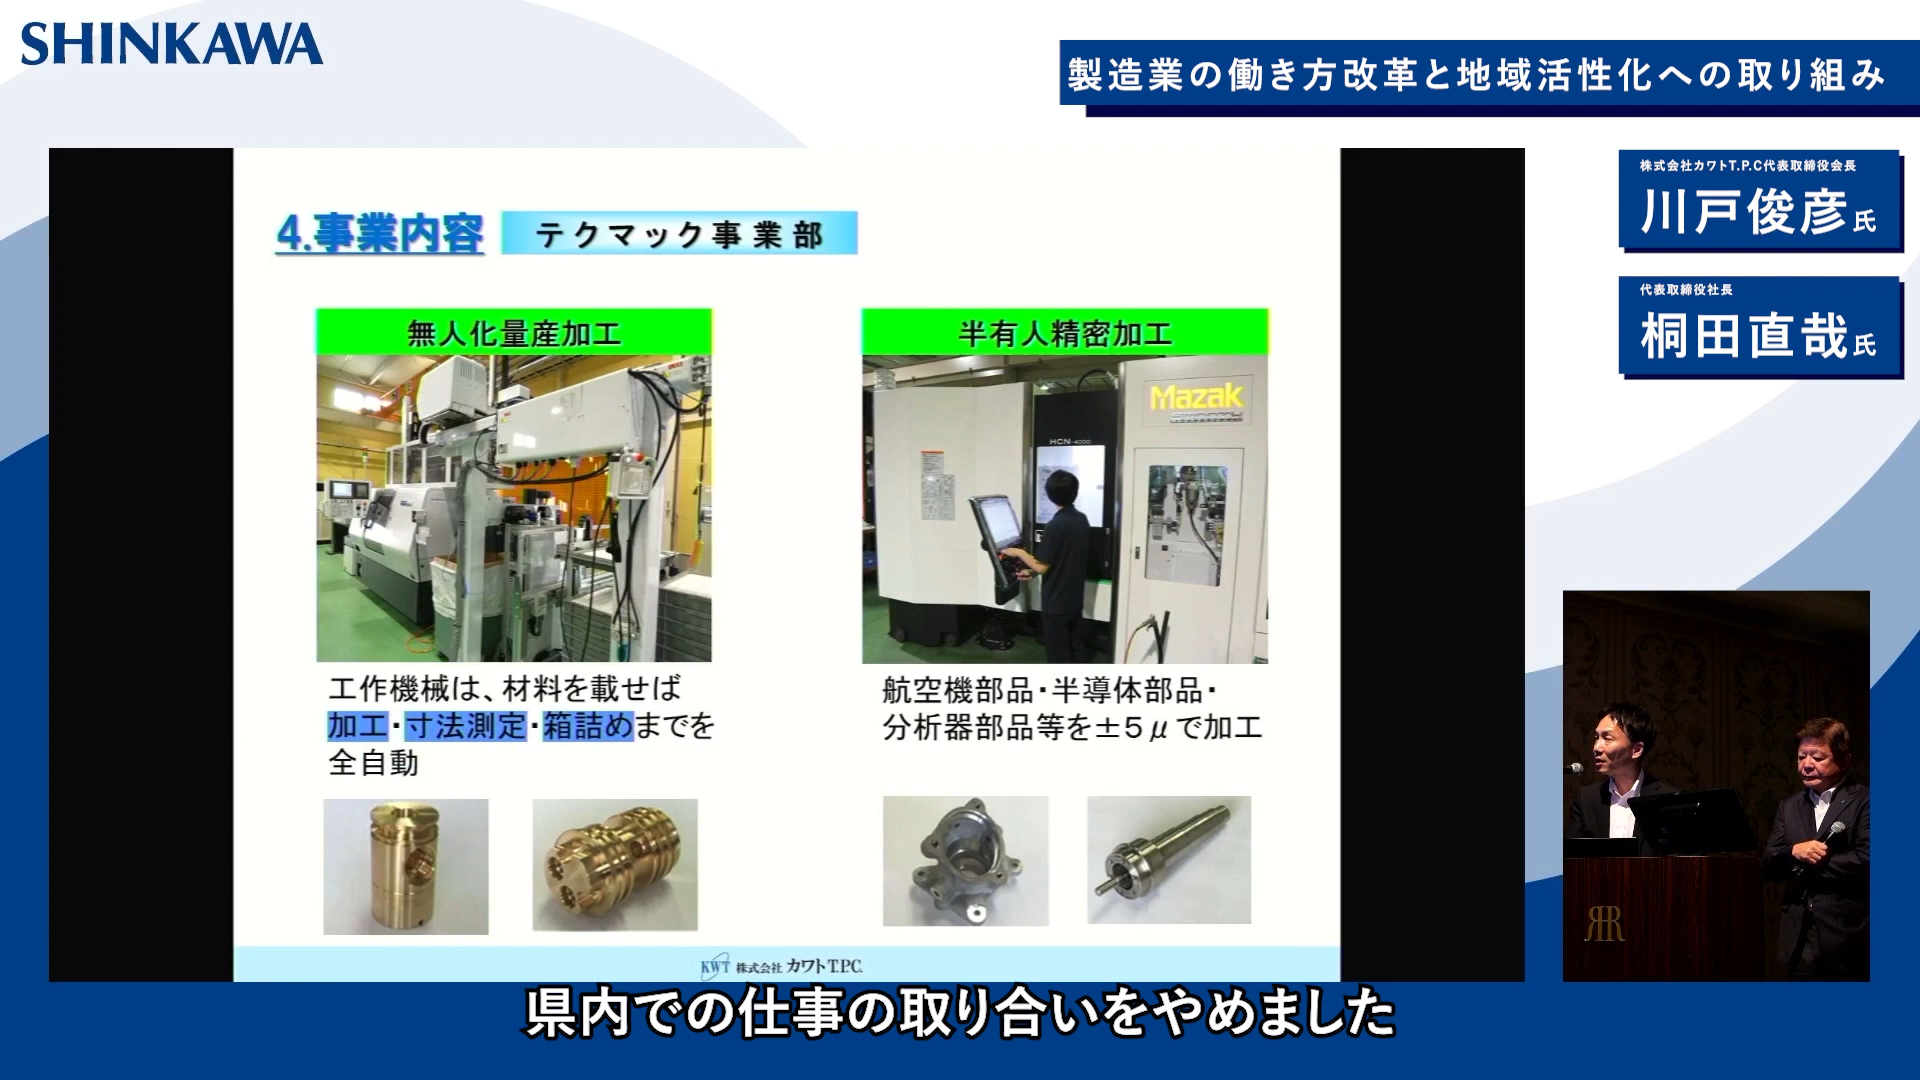 SHINKAWA
製造業の働き方改革と地域活性化への取り組み
株式会社カワトT.P.C代表取締役会長
川戸俊彦氏
代表取締役社長
桐田直哉氏
4.事業内容
テクマック事業部
無人化量産加工
半有人精密加工
Mazak
HCN-4000
工作機械は、材料を載せば
加工・寸法測定・箱詰めまでを
全自動
航空機部品・半導体部品・
分析器部品等を±5μで加工
KWT 株式会社 カワトT.P.C.
県内での仕事の取り合いをやめました